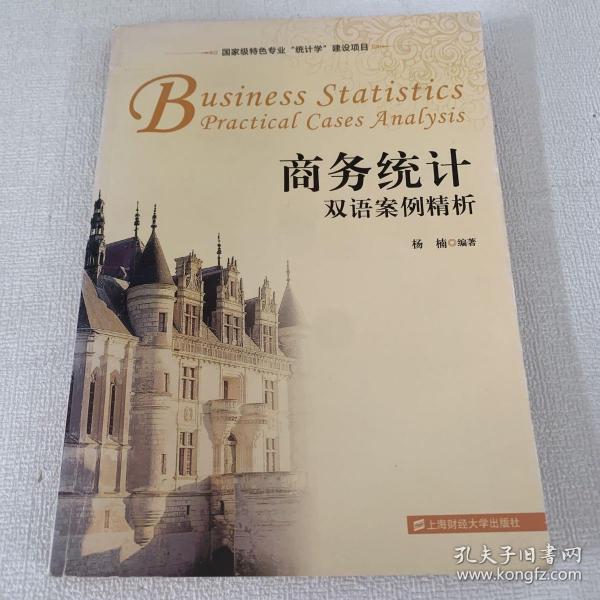 国家级特色专业“统计学”建设项目
Business Statistics
Practical Cases Analysis
商务统计
双语案例精析
杨 楠 编著
上海财经大学出版社
孔夫子旧书网
www.kongfz.com